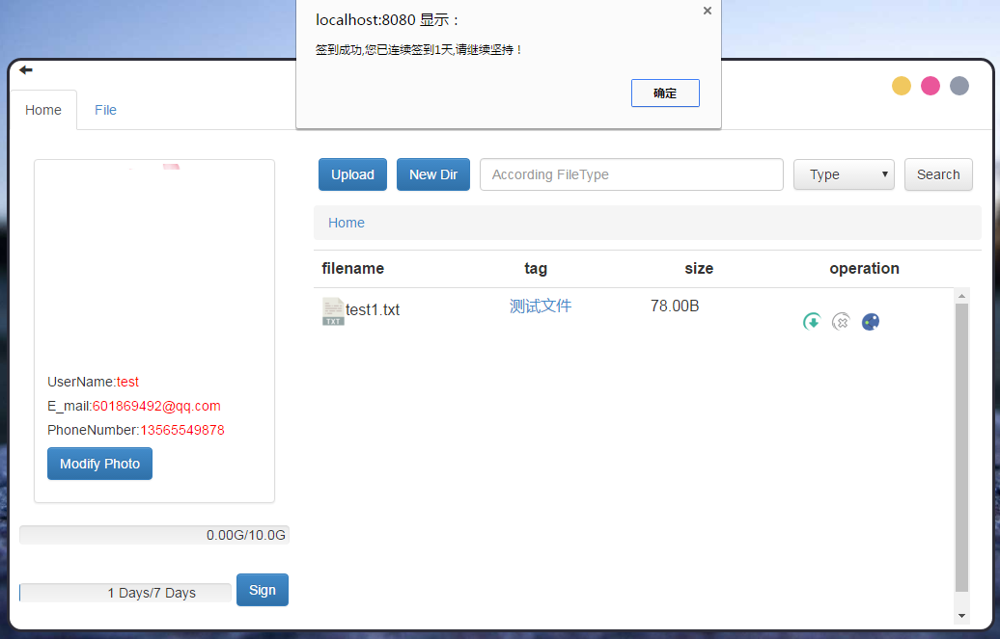 localhost:8080 显示：
签到成功,您已连续签到1天,请继续坚持！
确定
Home File
Upload New Dir According FileType Type Search
Home
filename tag size operation
TXT test1.txt 测试文件 78.00B
UserName:test
E_mail:601869492@qq.com
PhoneNumber:13565549878
Modify Photo
0.00G/10.0G
1 Days/7 Days Sign